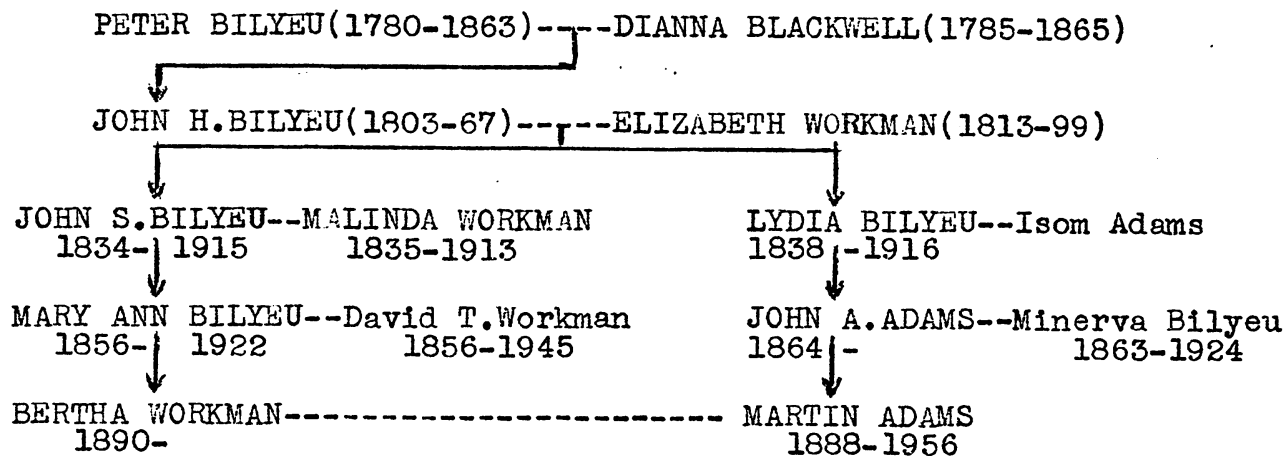 PETER BILYEU(1780-1863)-----DIANNA BLACKWELL(1785-1865)
JOHN H.BILYEU(1803-67)-----ELIZABETH WORKMAN(1813-99)
JOHN S.BILYEU--MALINDA WORKMAN LYDIA BILYEU--Isom Adams
1834- 1915 1835-1913 1838 -1916
MARY ANN BILYEU--David T.Workman JOHN A.ADAMS--Minerva Bilyeu
1856- 1922 1856-1945 1864 - 1863-1924
BERTHA WORKMAN----------------------- MARTIN ADAMS
1890- 1888-1956